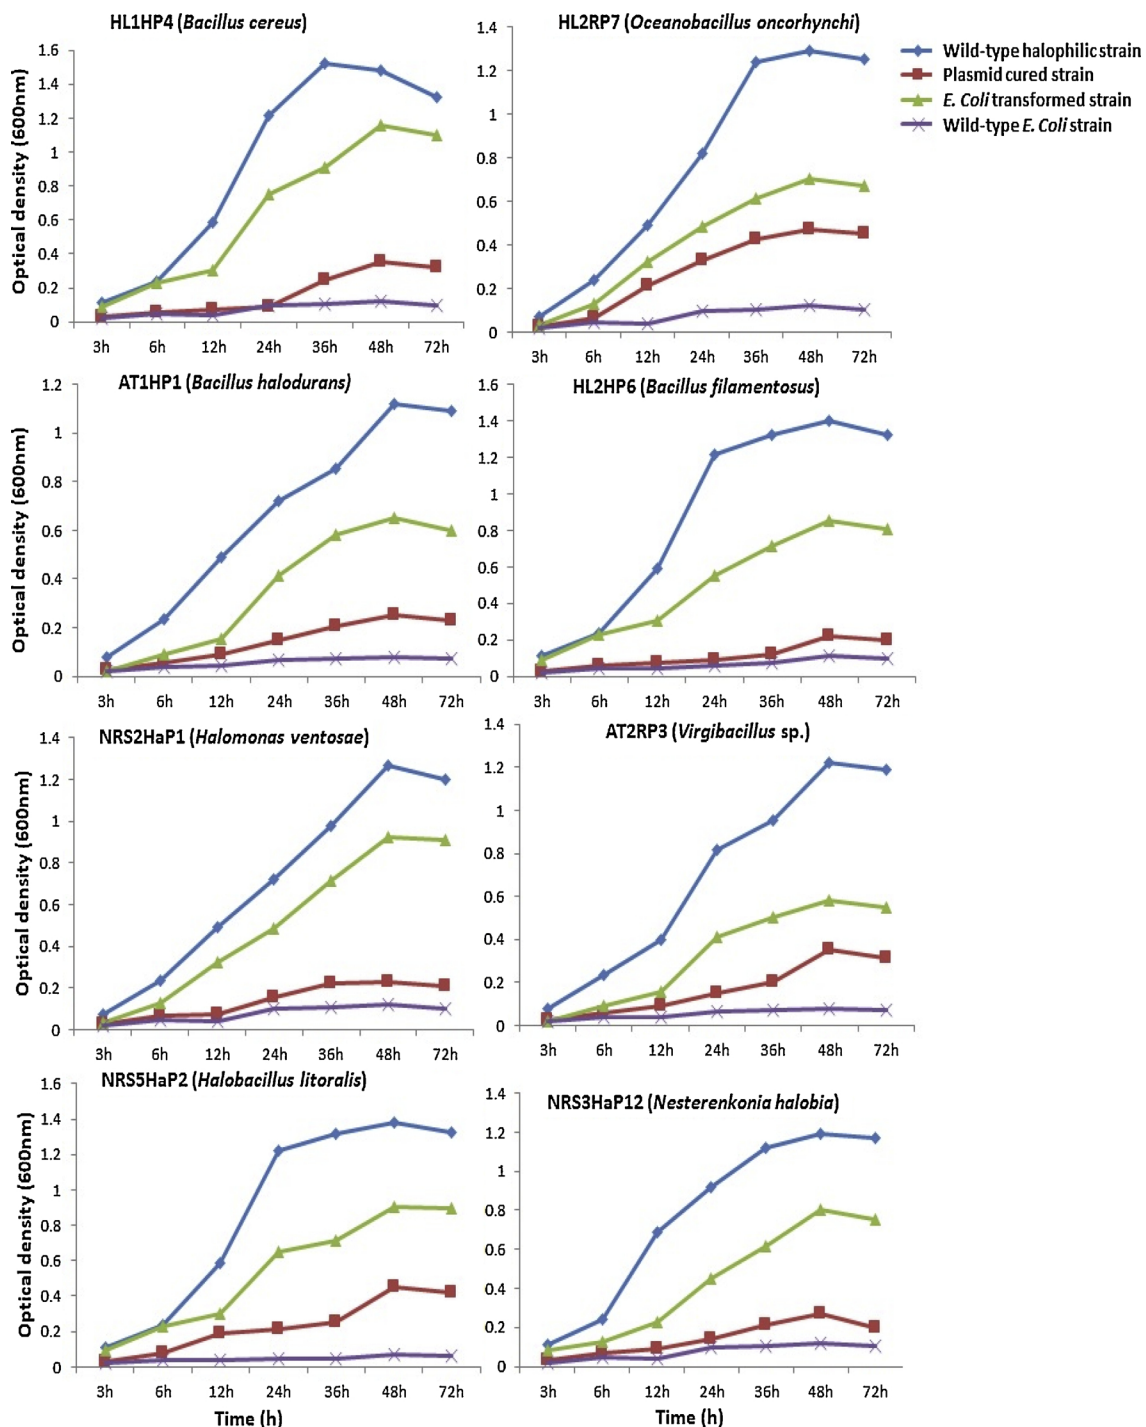 HL1HP4 (Bacillus cereus)
Optical density (600nm)
1.6
1.4
1.2
1
0.8
0.6
0.4
0.2
0
3h 6h 12h 24h 36h 48h 72h
HL2RP7 (Oceanobacillus oncorhynchi)
1.4
1.2
1
0.8
0.6
0.4
0.2
0
3h 6h 12h 24h 36h 48h 72h
Wild-type halophilic strain
Plasmid cured strain
E. Coli transformed strain
Wild-type E. Coli strain
AT1HP1 (Bacillus halodurans)
Optical density (600nm)
1.2
1
0.8
0.6
0.4
0.2
0
3h 6h 12h 24h 36h 48h 72h
HL2HP6 (Bacillus filamentosus)
1.6
1.4
1.2
1
0.8
0.6
0.4
0.2
0
3h 6h 12h 24h 36h 48h 72h
NRS2HaP1 (Halomonas ventosae)
Optical density (600nm)
1.4
1.2
1
0.8
0.6
0.4
0.2
0
3h 6h 12h 24h 36h 48h 72h
AT2RP3 (Virgibacillus sp.)
1.4
1.2
1
0.8
0.6
0.4
0.2
0
3h 6h 12h 24h 36h 48h 72h
NRS5HaP2 (Halobacillus litoralis)
Optical density (600nm)
1.6
1.4
1.2
1
0.8
0.6
0.4
0.2
0
3h 6h 12h 24h 36h 48h 72h
Time (h)
NRS3HaP12 (Nesterenkonia halobia)
1.4
1.2
1
0.8
0.6
0.4
0.2
0
3h 6h 12h 24h 36h 48h 72h
Time (h)